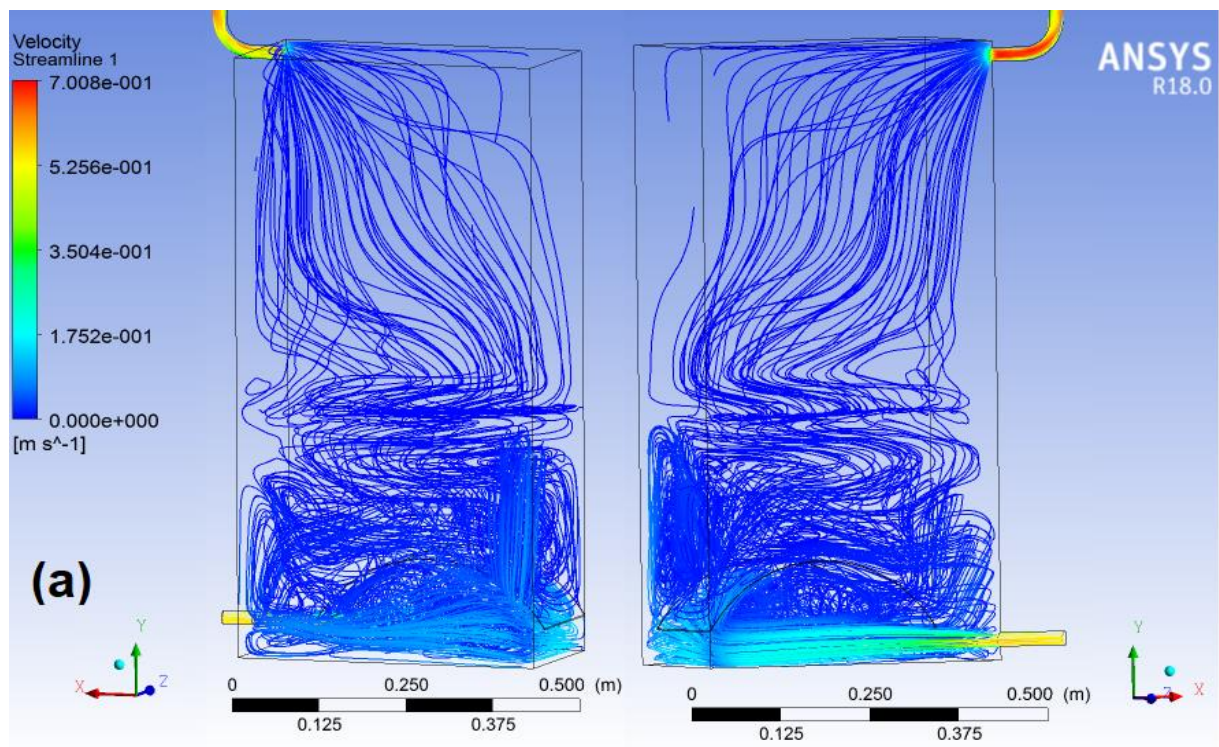 Velocity
Streamline 1
7.008e-001
5.256e-001
3.504e-001
1.752e-001
0.000e+000
[m s^-1]
ANSYS
R18.0
(a)
Y
X
Z
0
0.250
0.500 (m)
0.125
0.375
0
0.250
0.500 (m)
0.125
0.375
Y
Z
X